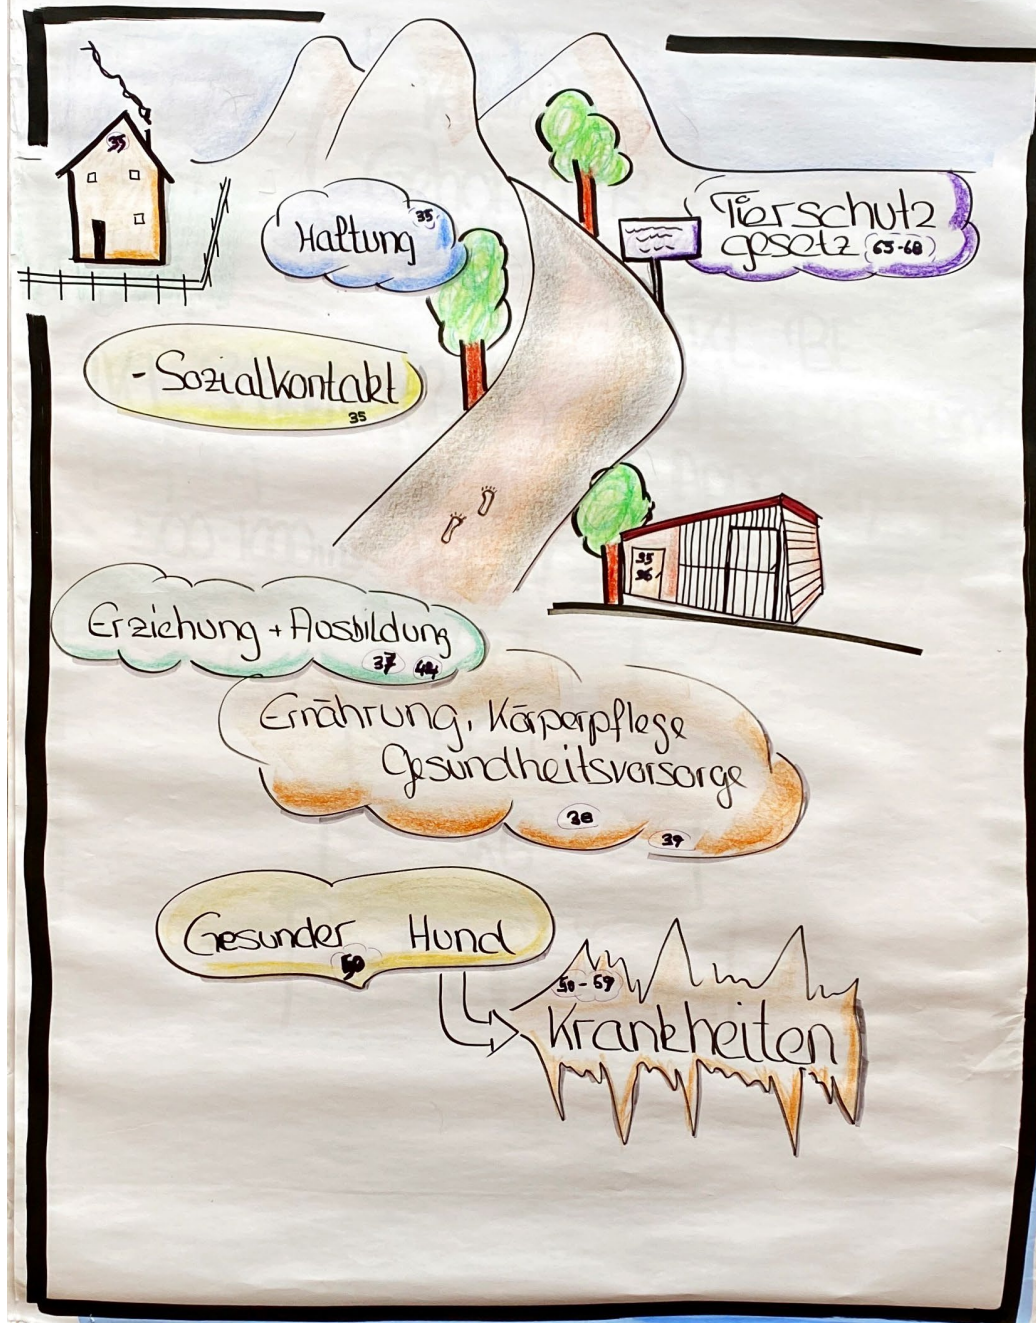 35
Haltung 35
Tierschutz
gesetz (65-68)
- Sozialkontakt
35
35
36
Erziehung + Ausbildung
37
Ernährung, Körperpflege
Gesundheitsvorsorge
38
39
Gesunder Hund
50
50-59
Krankheiten